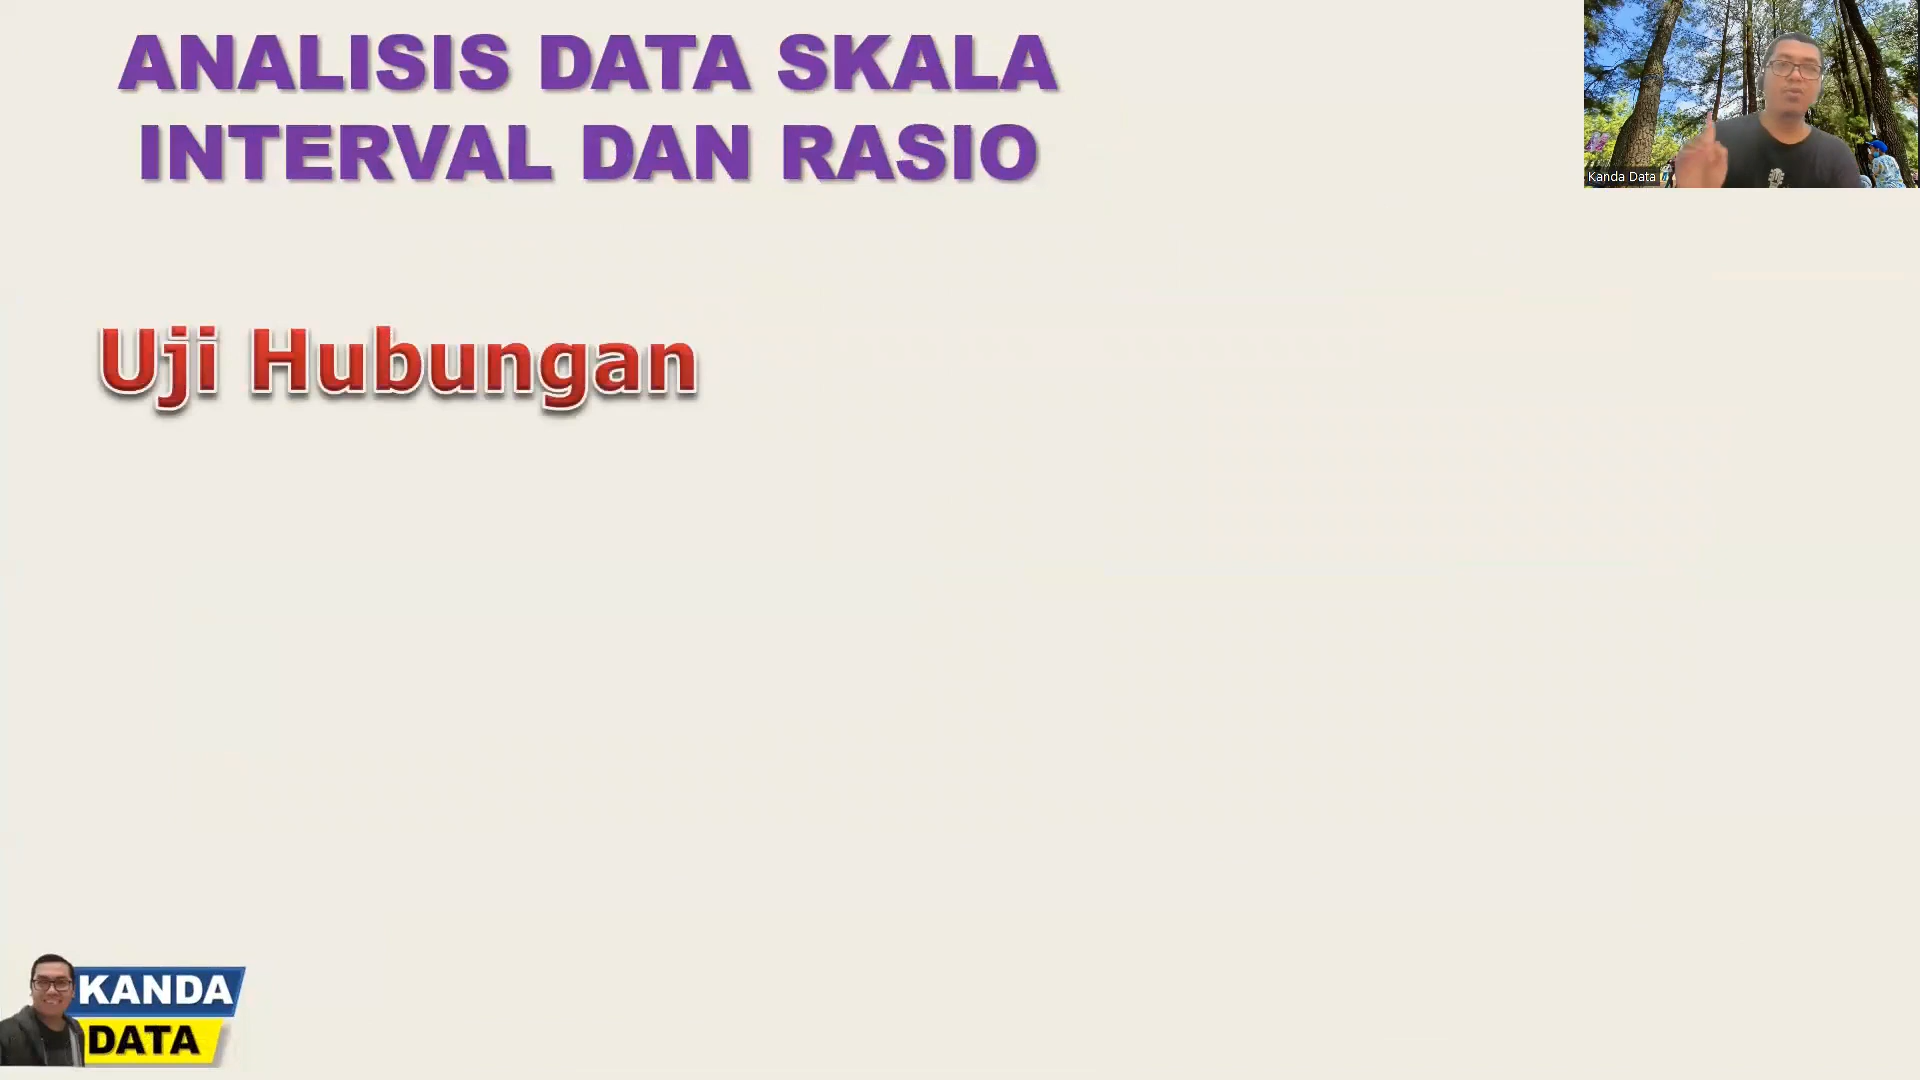 ANALISIS DATA SKALA
INTERVAL DAN RASIO
Kanda Data
Uji Hubungan
KANDA
DATA